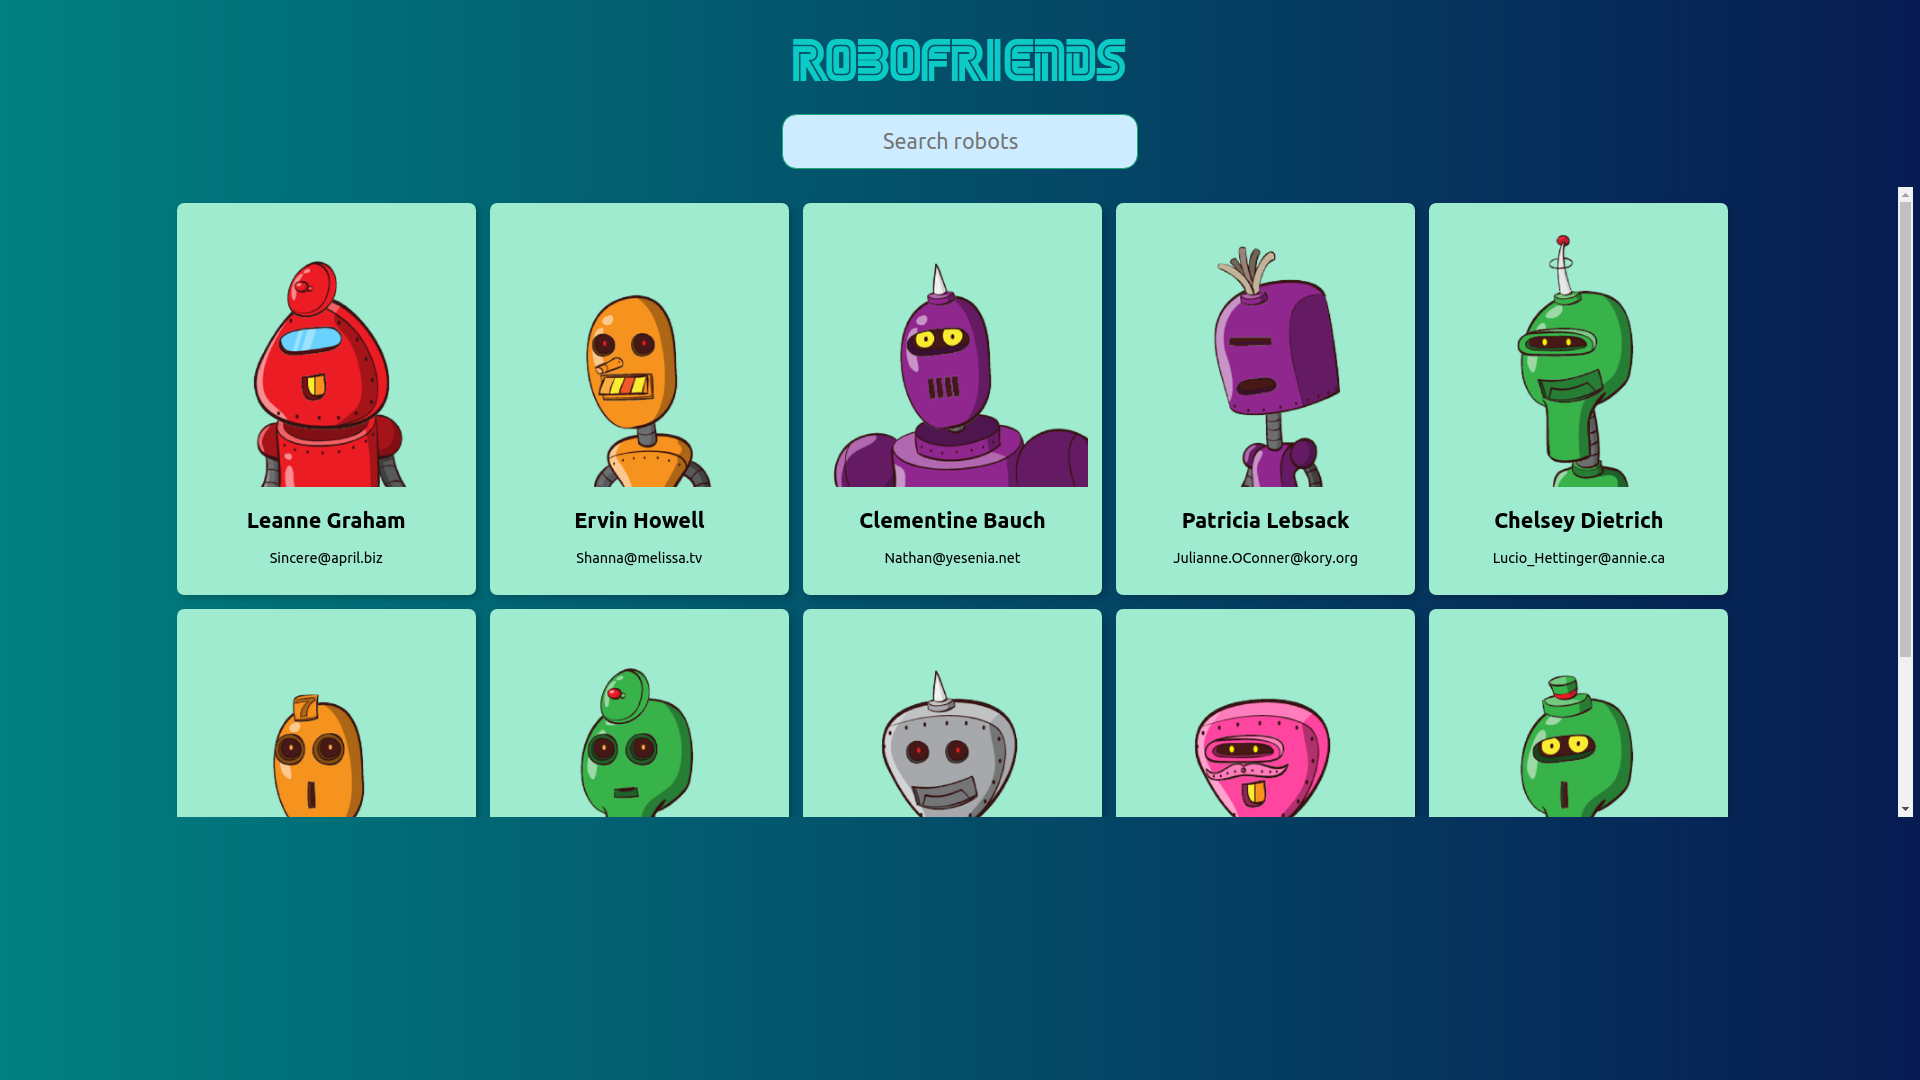 ROBOFRIENDS
Search robots
Leanne Graham
Sincere@april.biz
Ervin Howell
Shanna@melissa.tv
Clementine Bauch
Nathan@yesenia.net
Patricia Lebsack
Julianne.OConner@kory.org
Chelsey Dietrich
Lucio_Hettinger@annie.ca
7